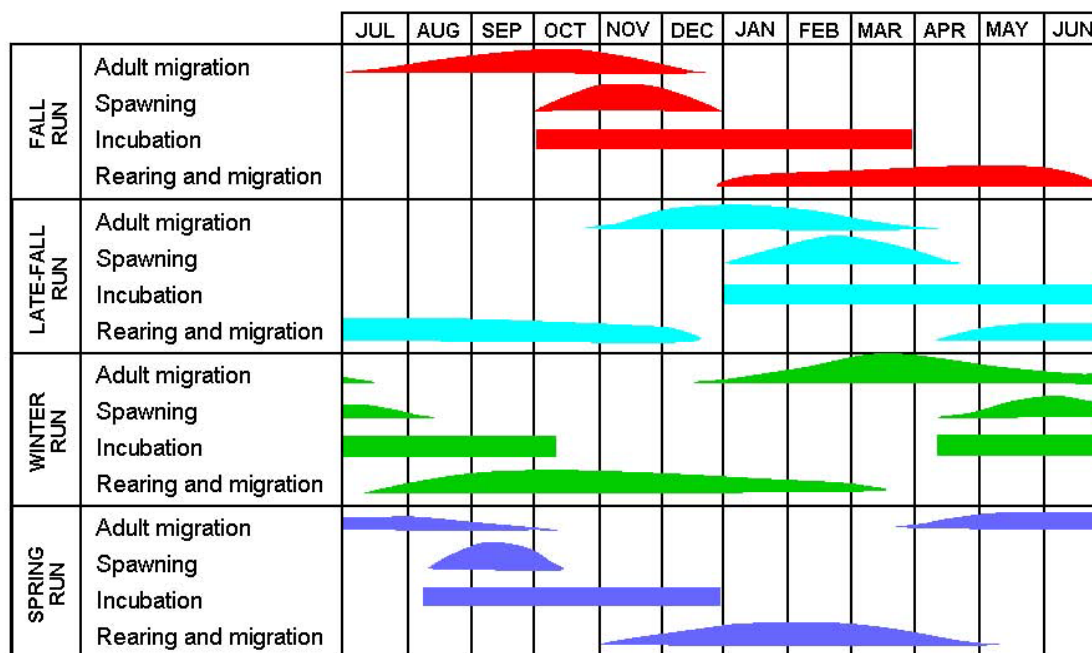 JUL AUG SEP OCT NOV DEC JAN FEB MAR APR MAY JUN
FALL
RUN
Adult migration
Spawning
Incubation
Rearing and migration
LATE-FALL
RUN
Adult migration
Spawning
Incubation
Rearing and migration
WINTER
RUN
Adult migration
Spawning
Incubation
Rearing and migration
SPRING
RUN
Adult migration
Spawning
Incubation
Rearing and migration